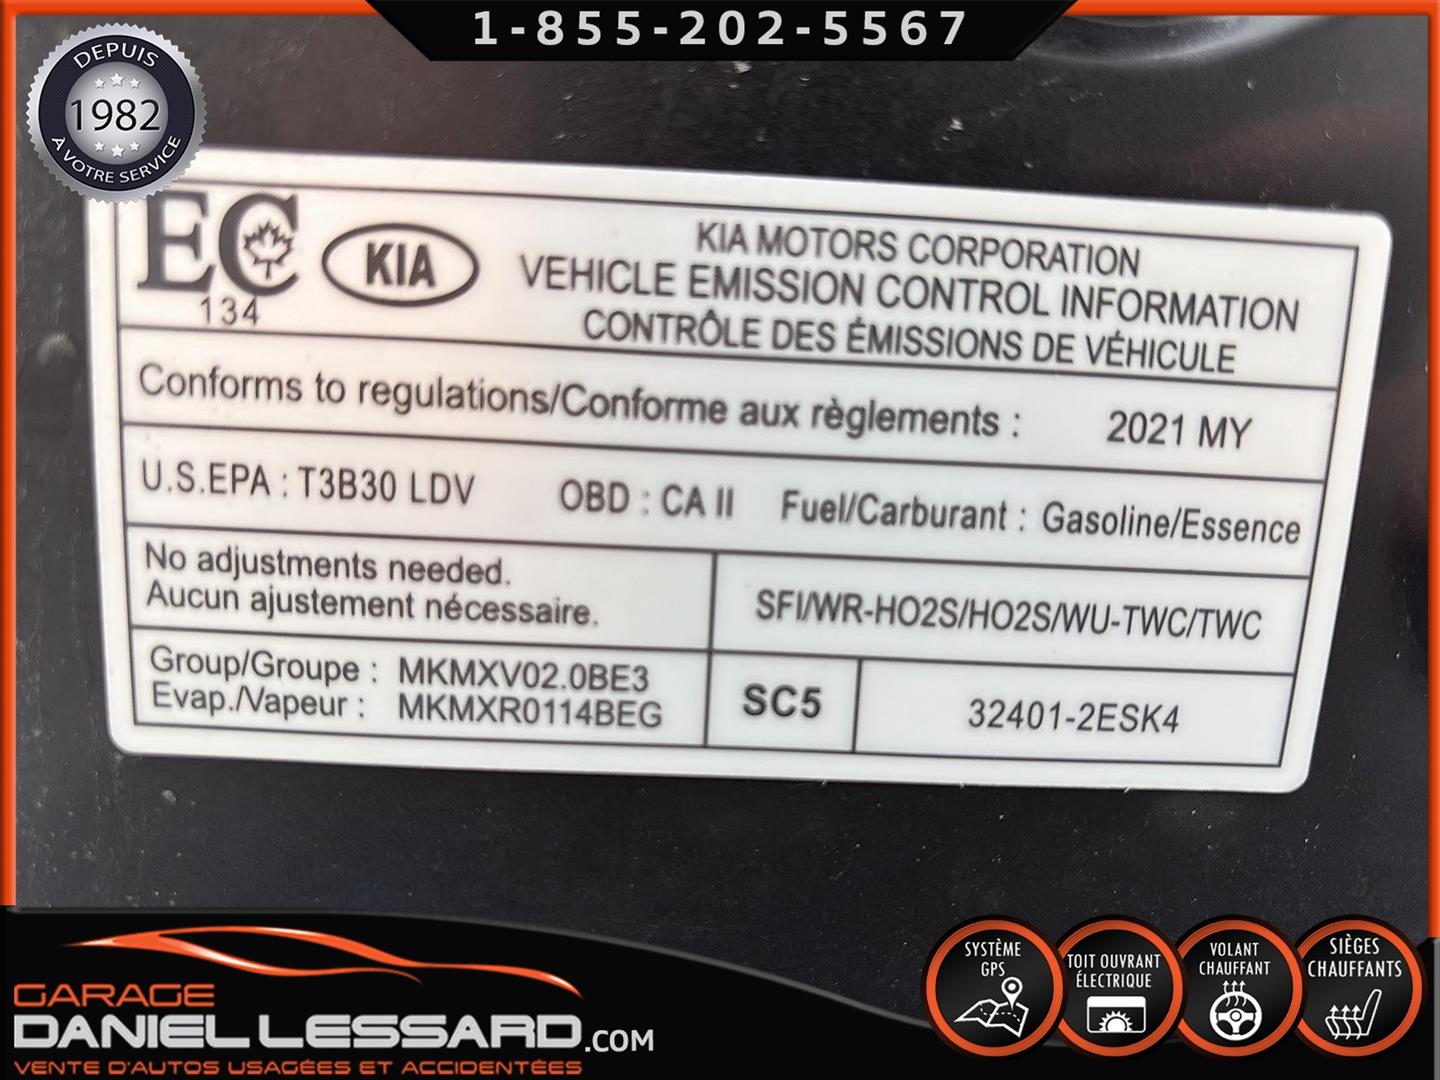 1-855-202-5567
DEPUIS
1982
À VOTRE SERVICE
EC
134
KIA
KIA MOTORS CORPORATION
VEHICLE EMISSION CONTROL INFORMATION
CONTRÔLE DES ÉMISSIONS DE VÉHICULE
Conforms to regulations/Conforme aux règlements : 2021 MY
U.S.EPA : T3B30 LDV OBD : CA II Fuel/Carburant : Gasoline/Essence
No adjustments needed.
Aucun ajustement nécessaire.
SFI/WR-HO2S/HO2S/WU-TWC/TWC
Group/Groupe : MKMXV02.0BE3
Evap./Vapeur : MKMXR0114BEG
SC5
32401-2ESK4
GARAGE
DANIEL LESSARD.COM
VENTE D'AUTOS USAGÉES ET ACCIDENTÉES
SYSTÈME
GPS
TOIT OUVRANT
ÉLECTRIQUE
VOLANT
CHAUFFANT
SIÈGES
CHAUFFANTS